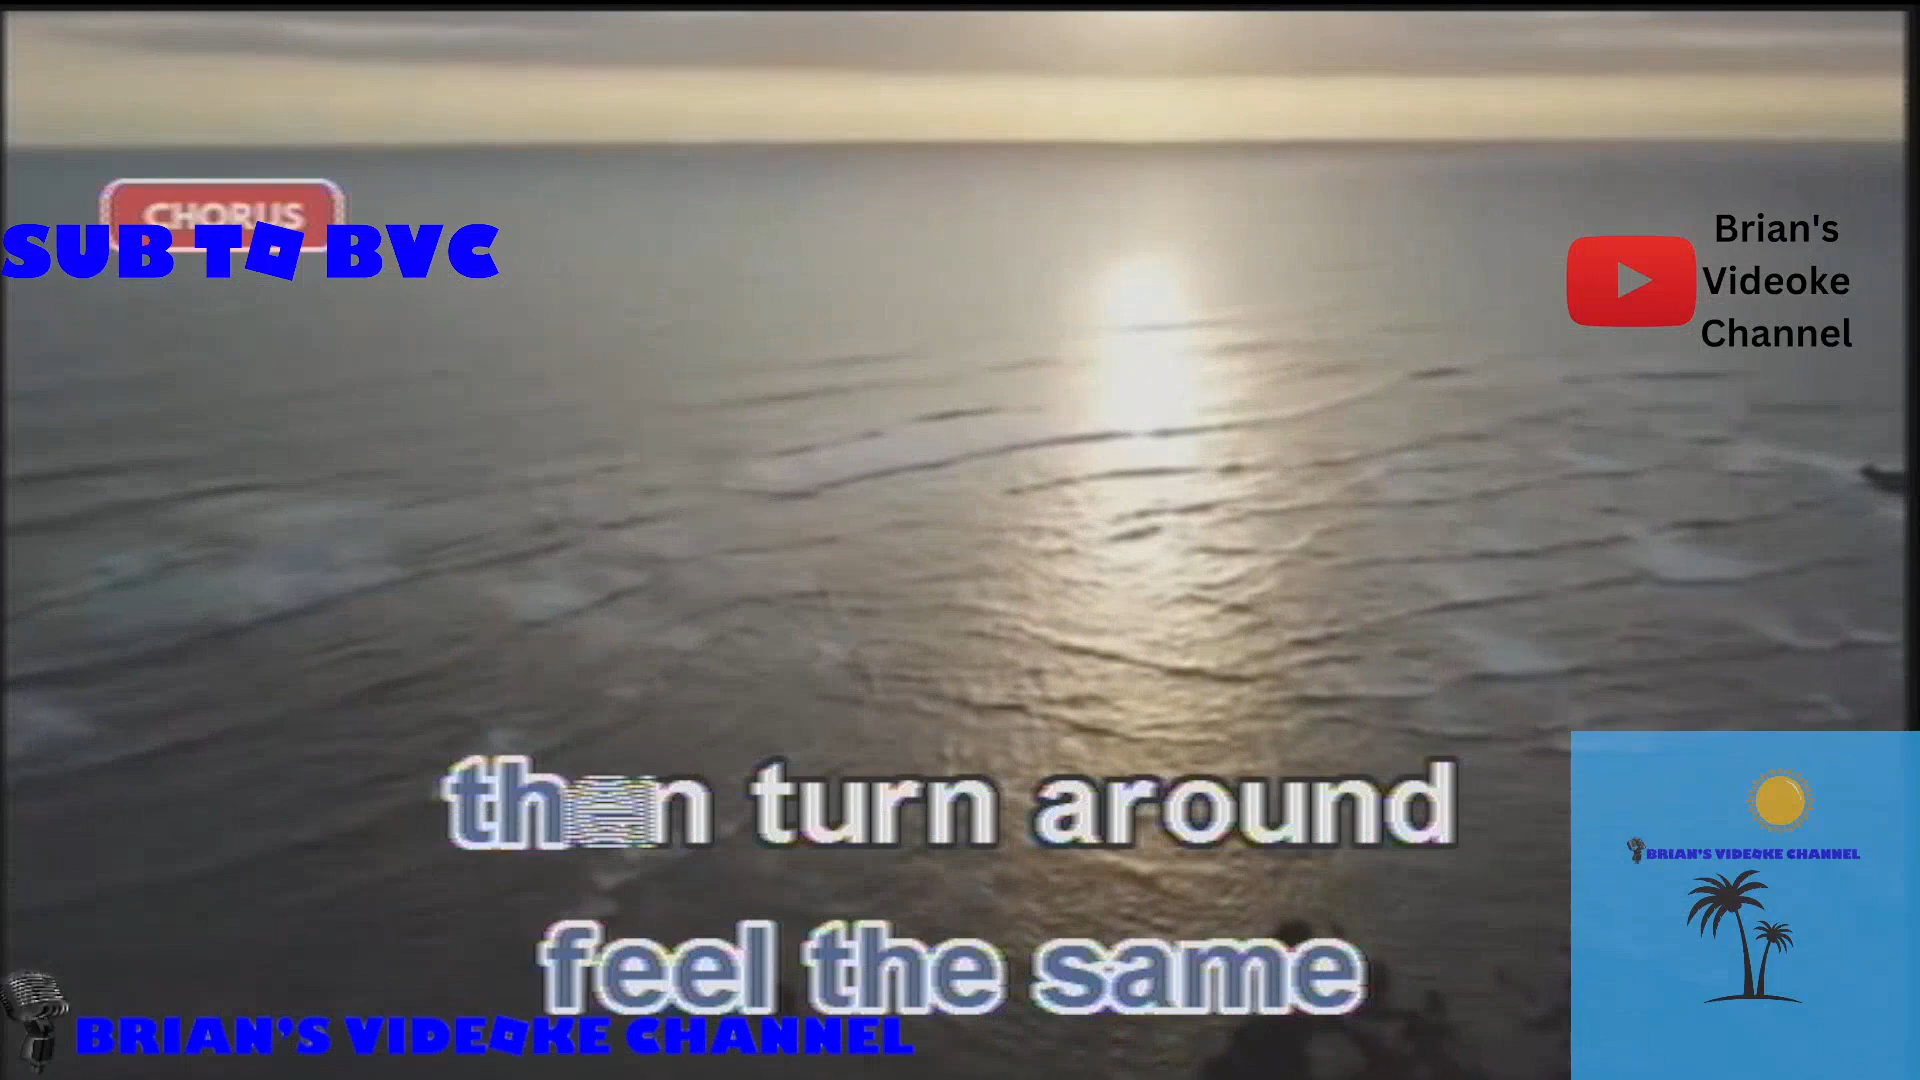 CHORUS
SUB TO BVC
Brian's
Videoke
Channel
then turn around
feel the same
BRIAN'S VIDEOKE CHANNEL
BRIAN'S VIDEOKE CHANNEL